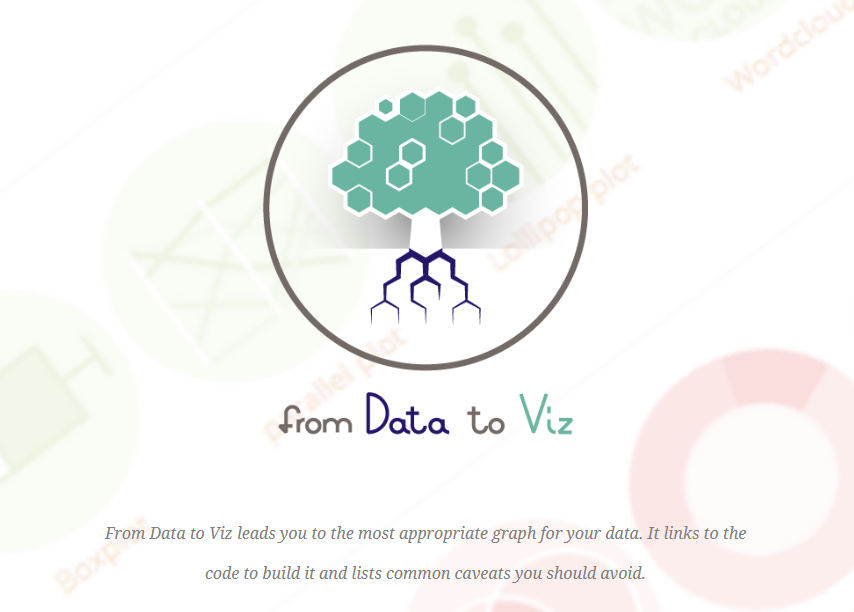 WO
CLOUD
Wordcloud
Lollipop plot
parallel plot
from Data to Viz
Boxplot
From Data to Viz leads you to the most appropriate graph for your data. It links to the
code to build it and lists common caveats you should avoid.